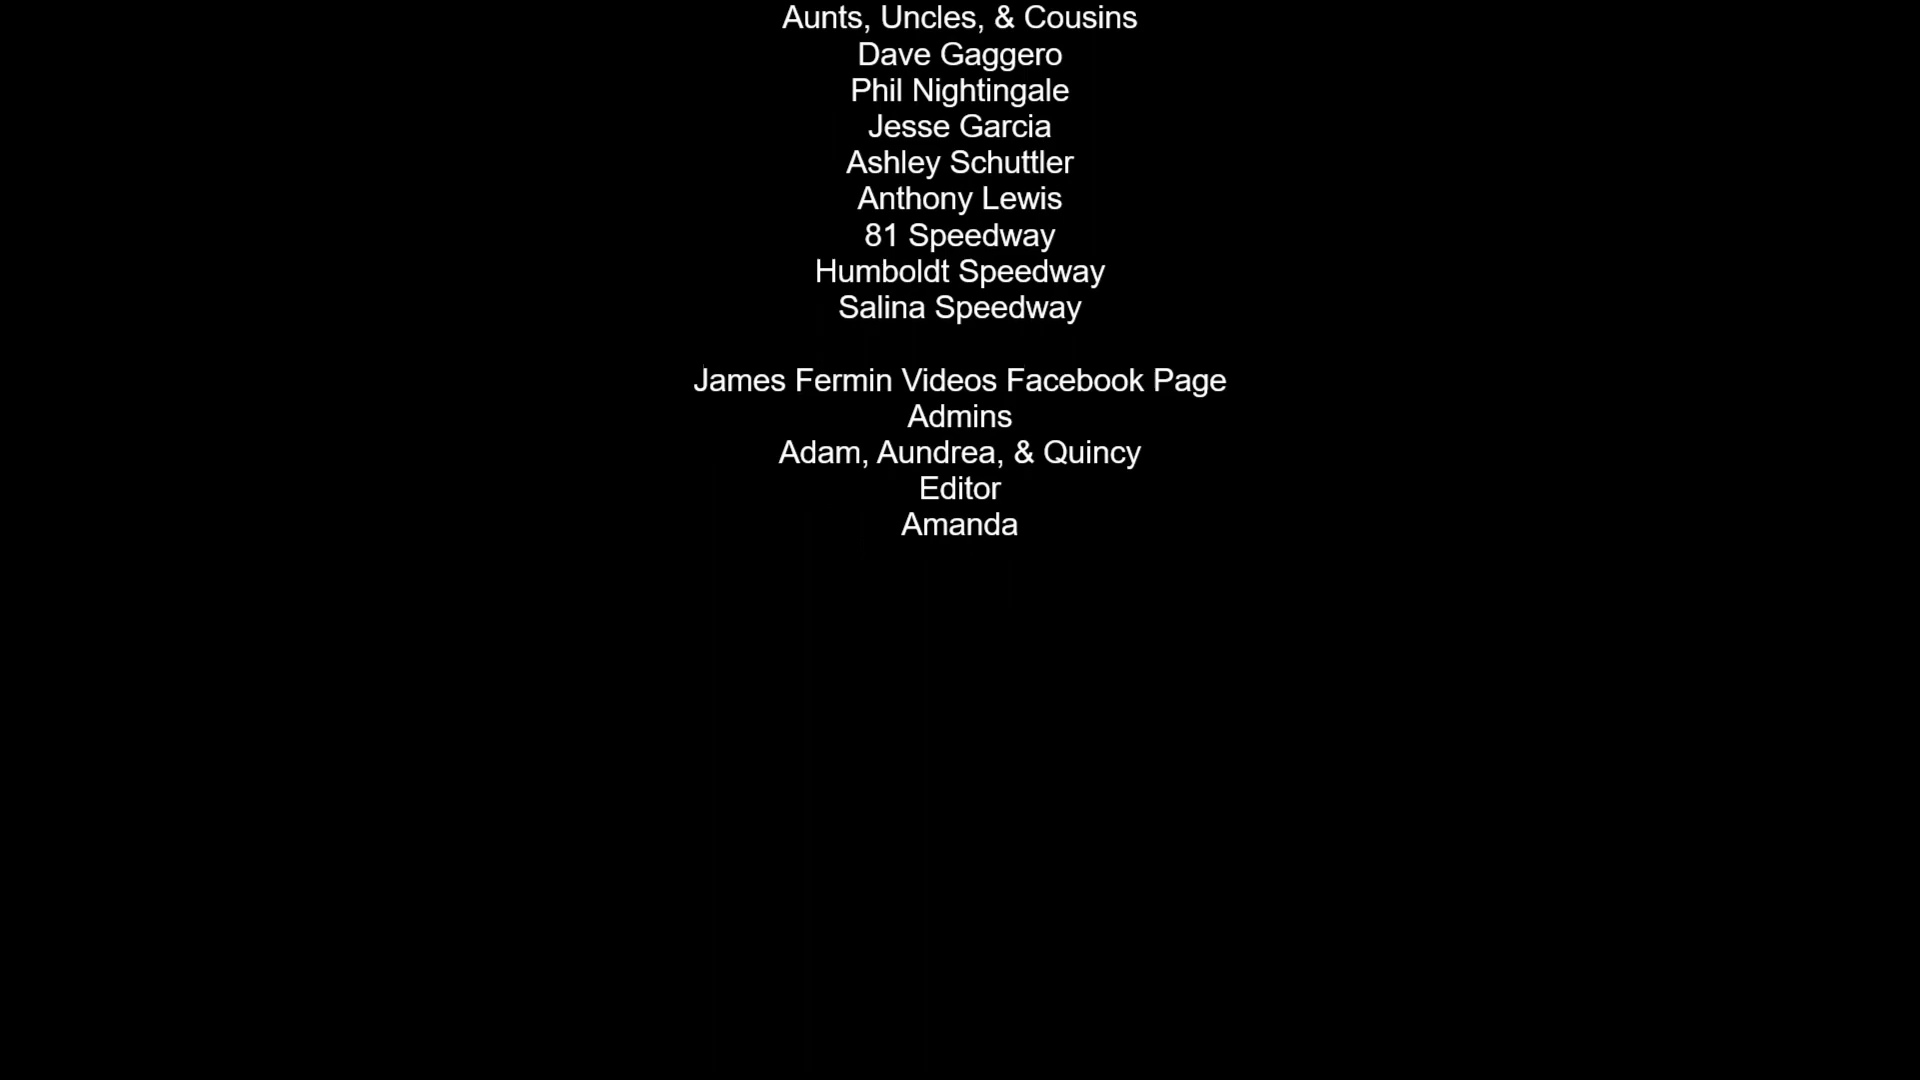 Aunts, Uncles, & Cousins
Dave Gaggero
Phil Nightingale
Jesse Garcia
Ashley Schuttler
Anthony Lewis
81 Speedway
Humboldt Speedway
Salina Speedway
James Fermin Videos Facebook Page
Admins
Adam, Aundrea, & Quincy
Editor
Amanda